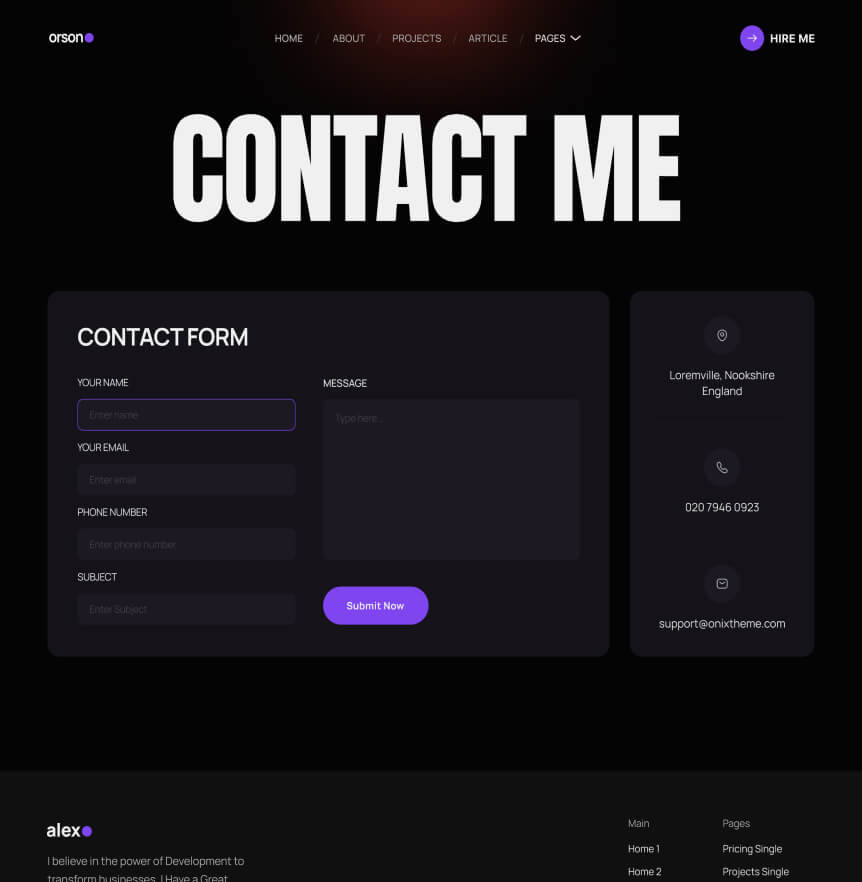 orson
HOME / ABOUT / PROJECTS / ARTICLE / PAGES
HIRE ME
CONTACT ME
CONTACT FORM
YOUR NAME
Enter name
YOUR EMAIL
Enter email
PHONE NUMBER
Enter phone number
SUBJECT
Enter Subject
MESSAGE
Type here...
Submit Now
Loremville, Nookshire
England
020 7946 0923
support@onixtheme.com
alex
I believe in the power of Development to
transform businesses. I Have a Great
Main
Home 1
Home 2
Pages
Pricing Single
Projects Single